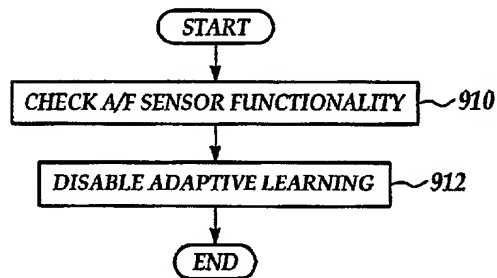 START
CHECK A/F SENSOR FUNCTIONALITY 910
DISABLE ADAPTIVE LEARNING 912
END